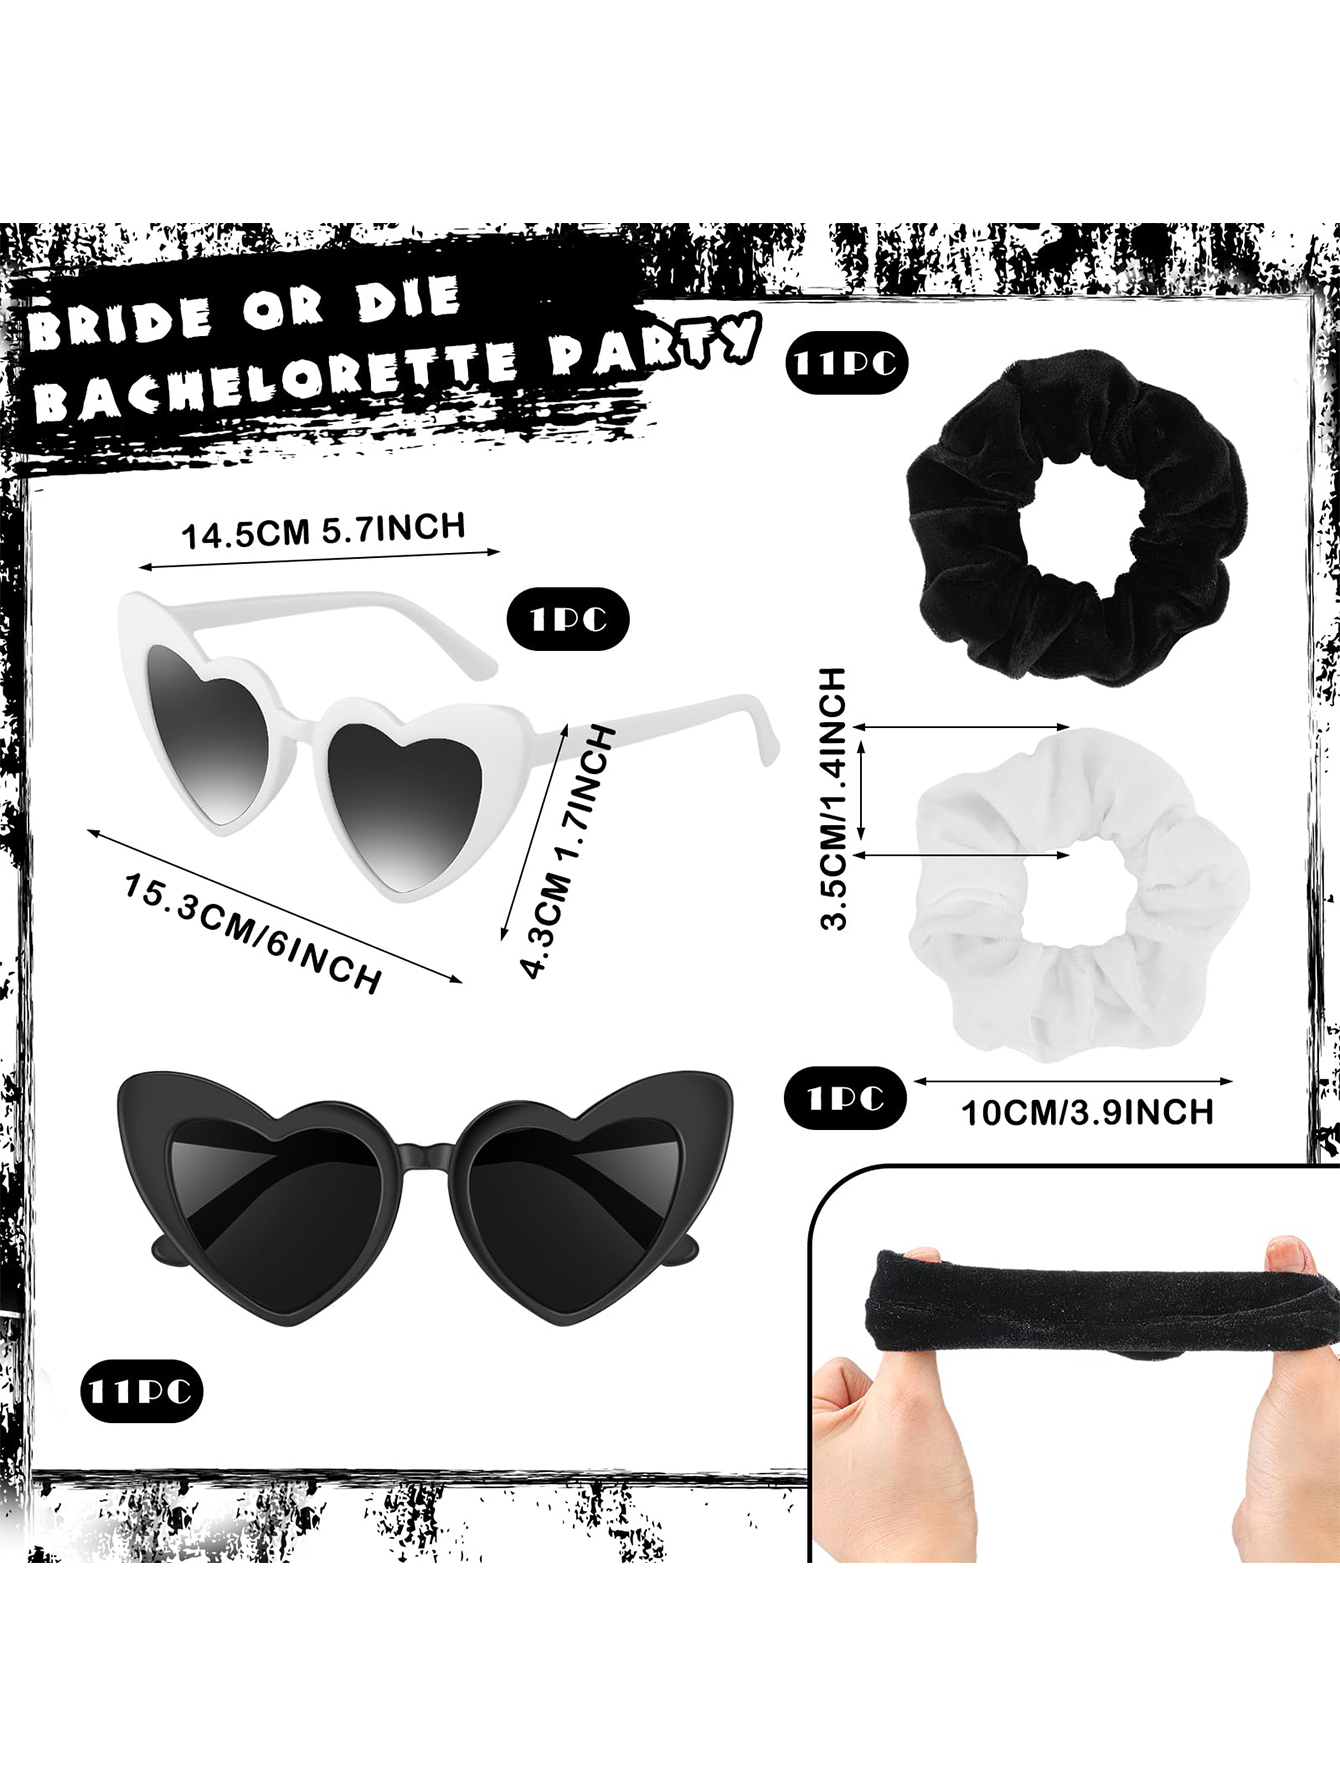 BRIDE OR DIE
BACHELORETTE PARTY
11PC
14.5CM 5.7INCH
1PC
4.3CM 1.7INCH
15.3CM/6INCH
3.5CM/1.4INCH
1PC
10CM/3.9INCH
11PC